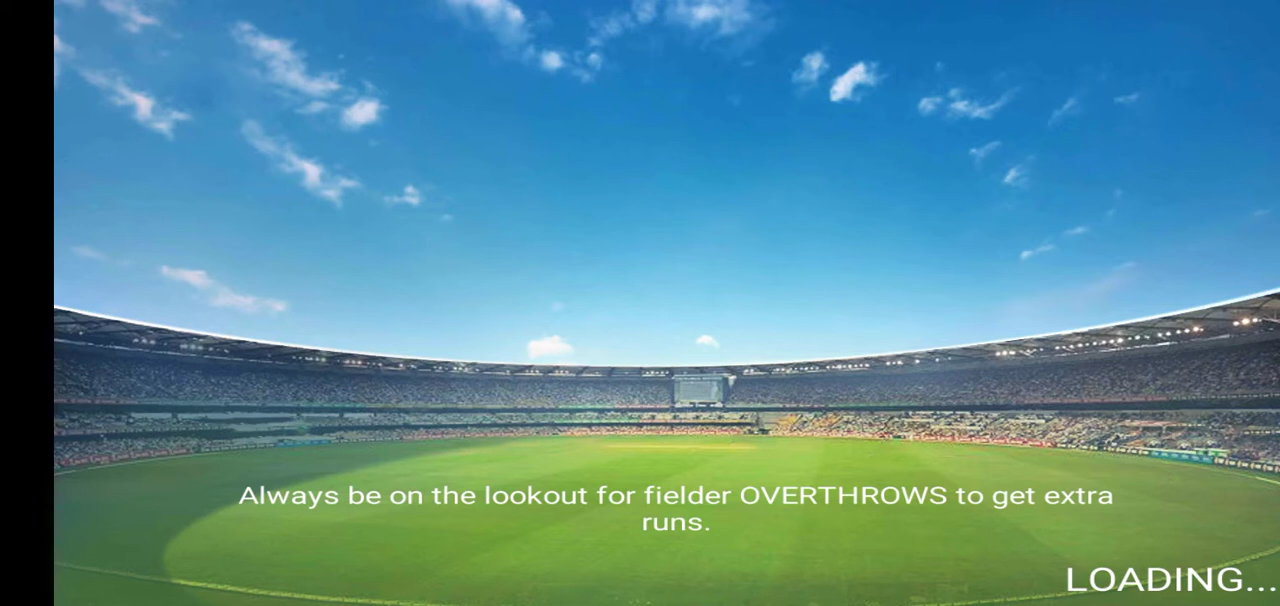 Always be on the lookout for fielder OVERTHROWS to get extra
runs.
LOADING...